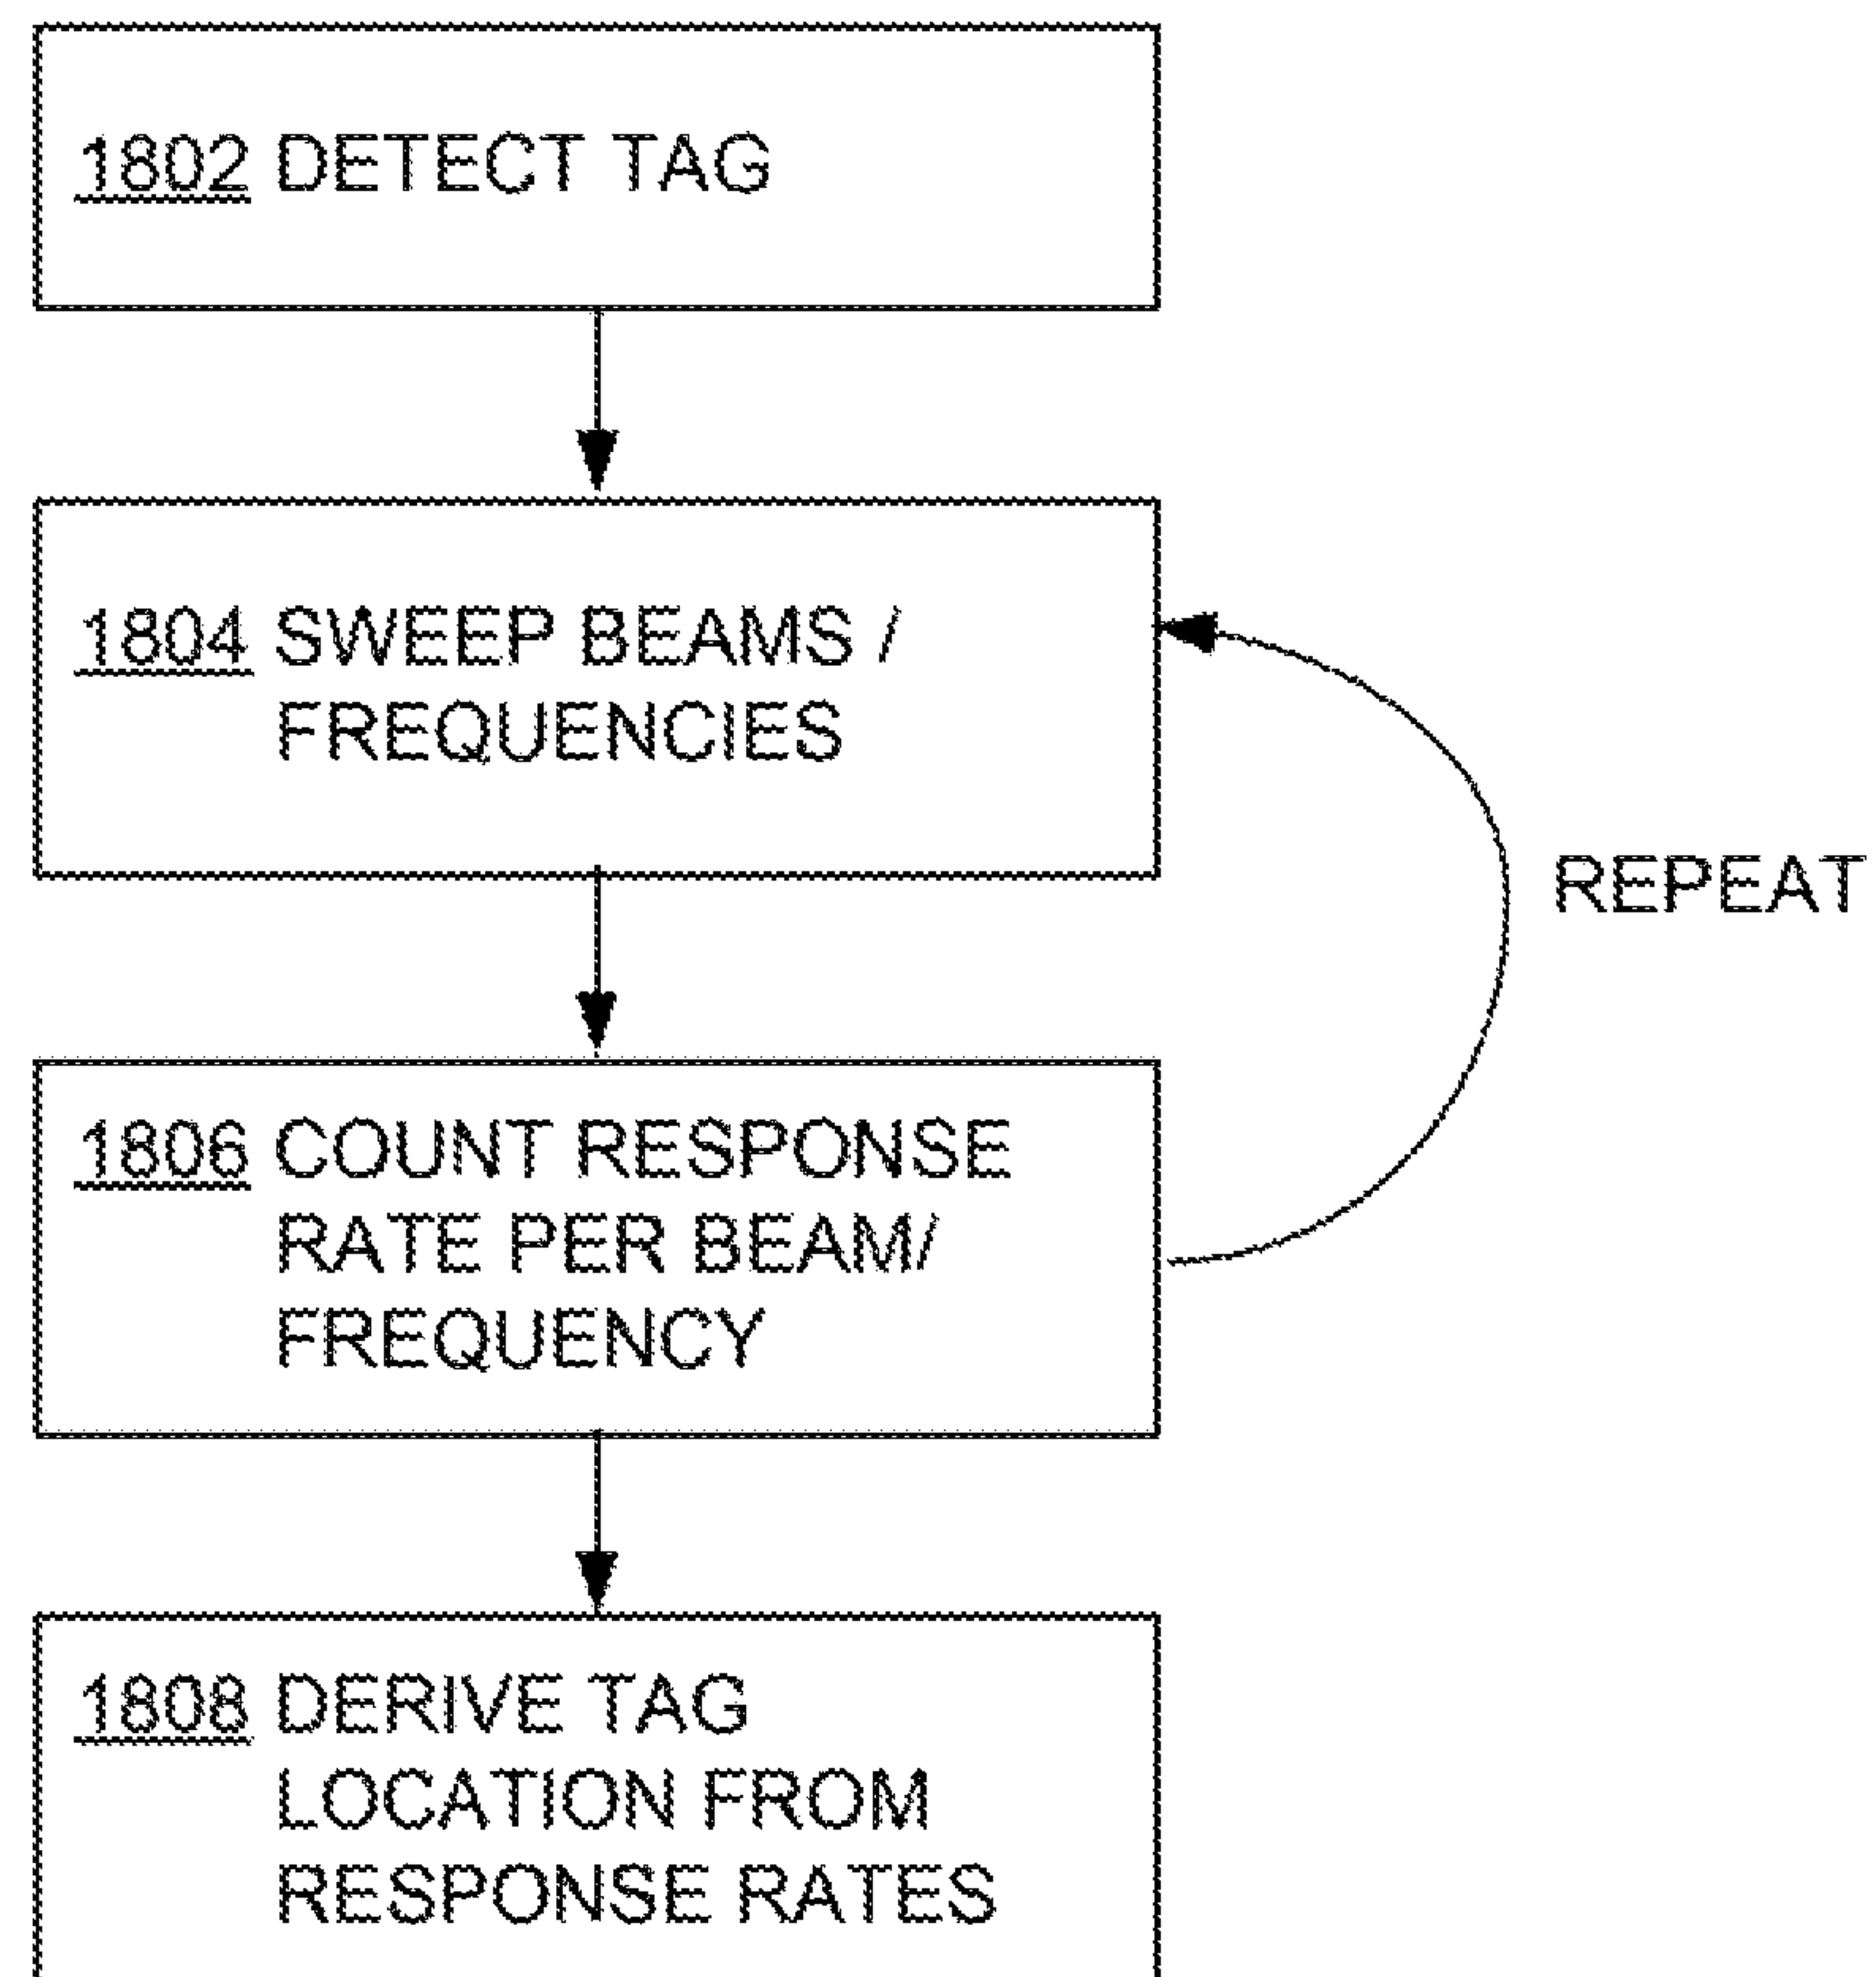 1802 DETECT TAG
1804 SWEEP BEAMS /
FREQUENCIES
REPEAT
1806 COUNT RESPONSE
RATE PER BEAM/
FREQUENCY
1808 DERIVE TAG
LOCATION FROM
RESPONSE RATES